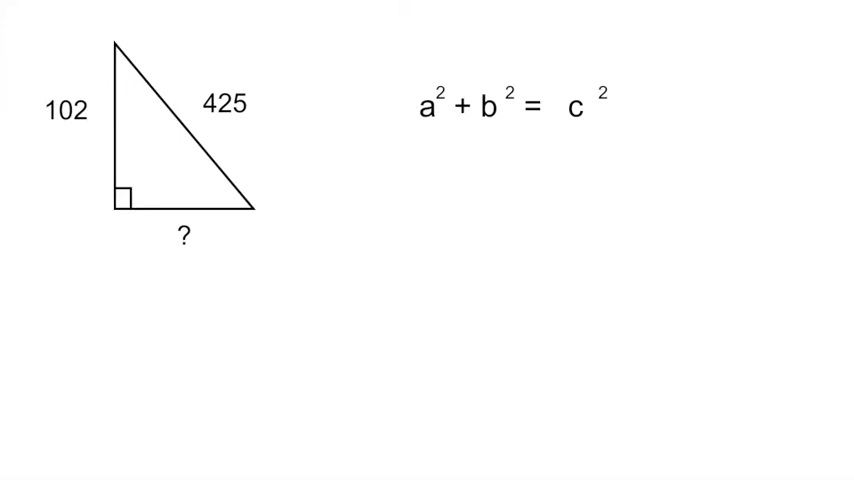 102
425
?
a² + b² = c²